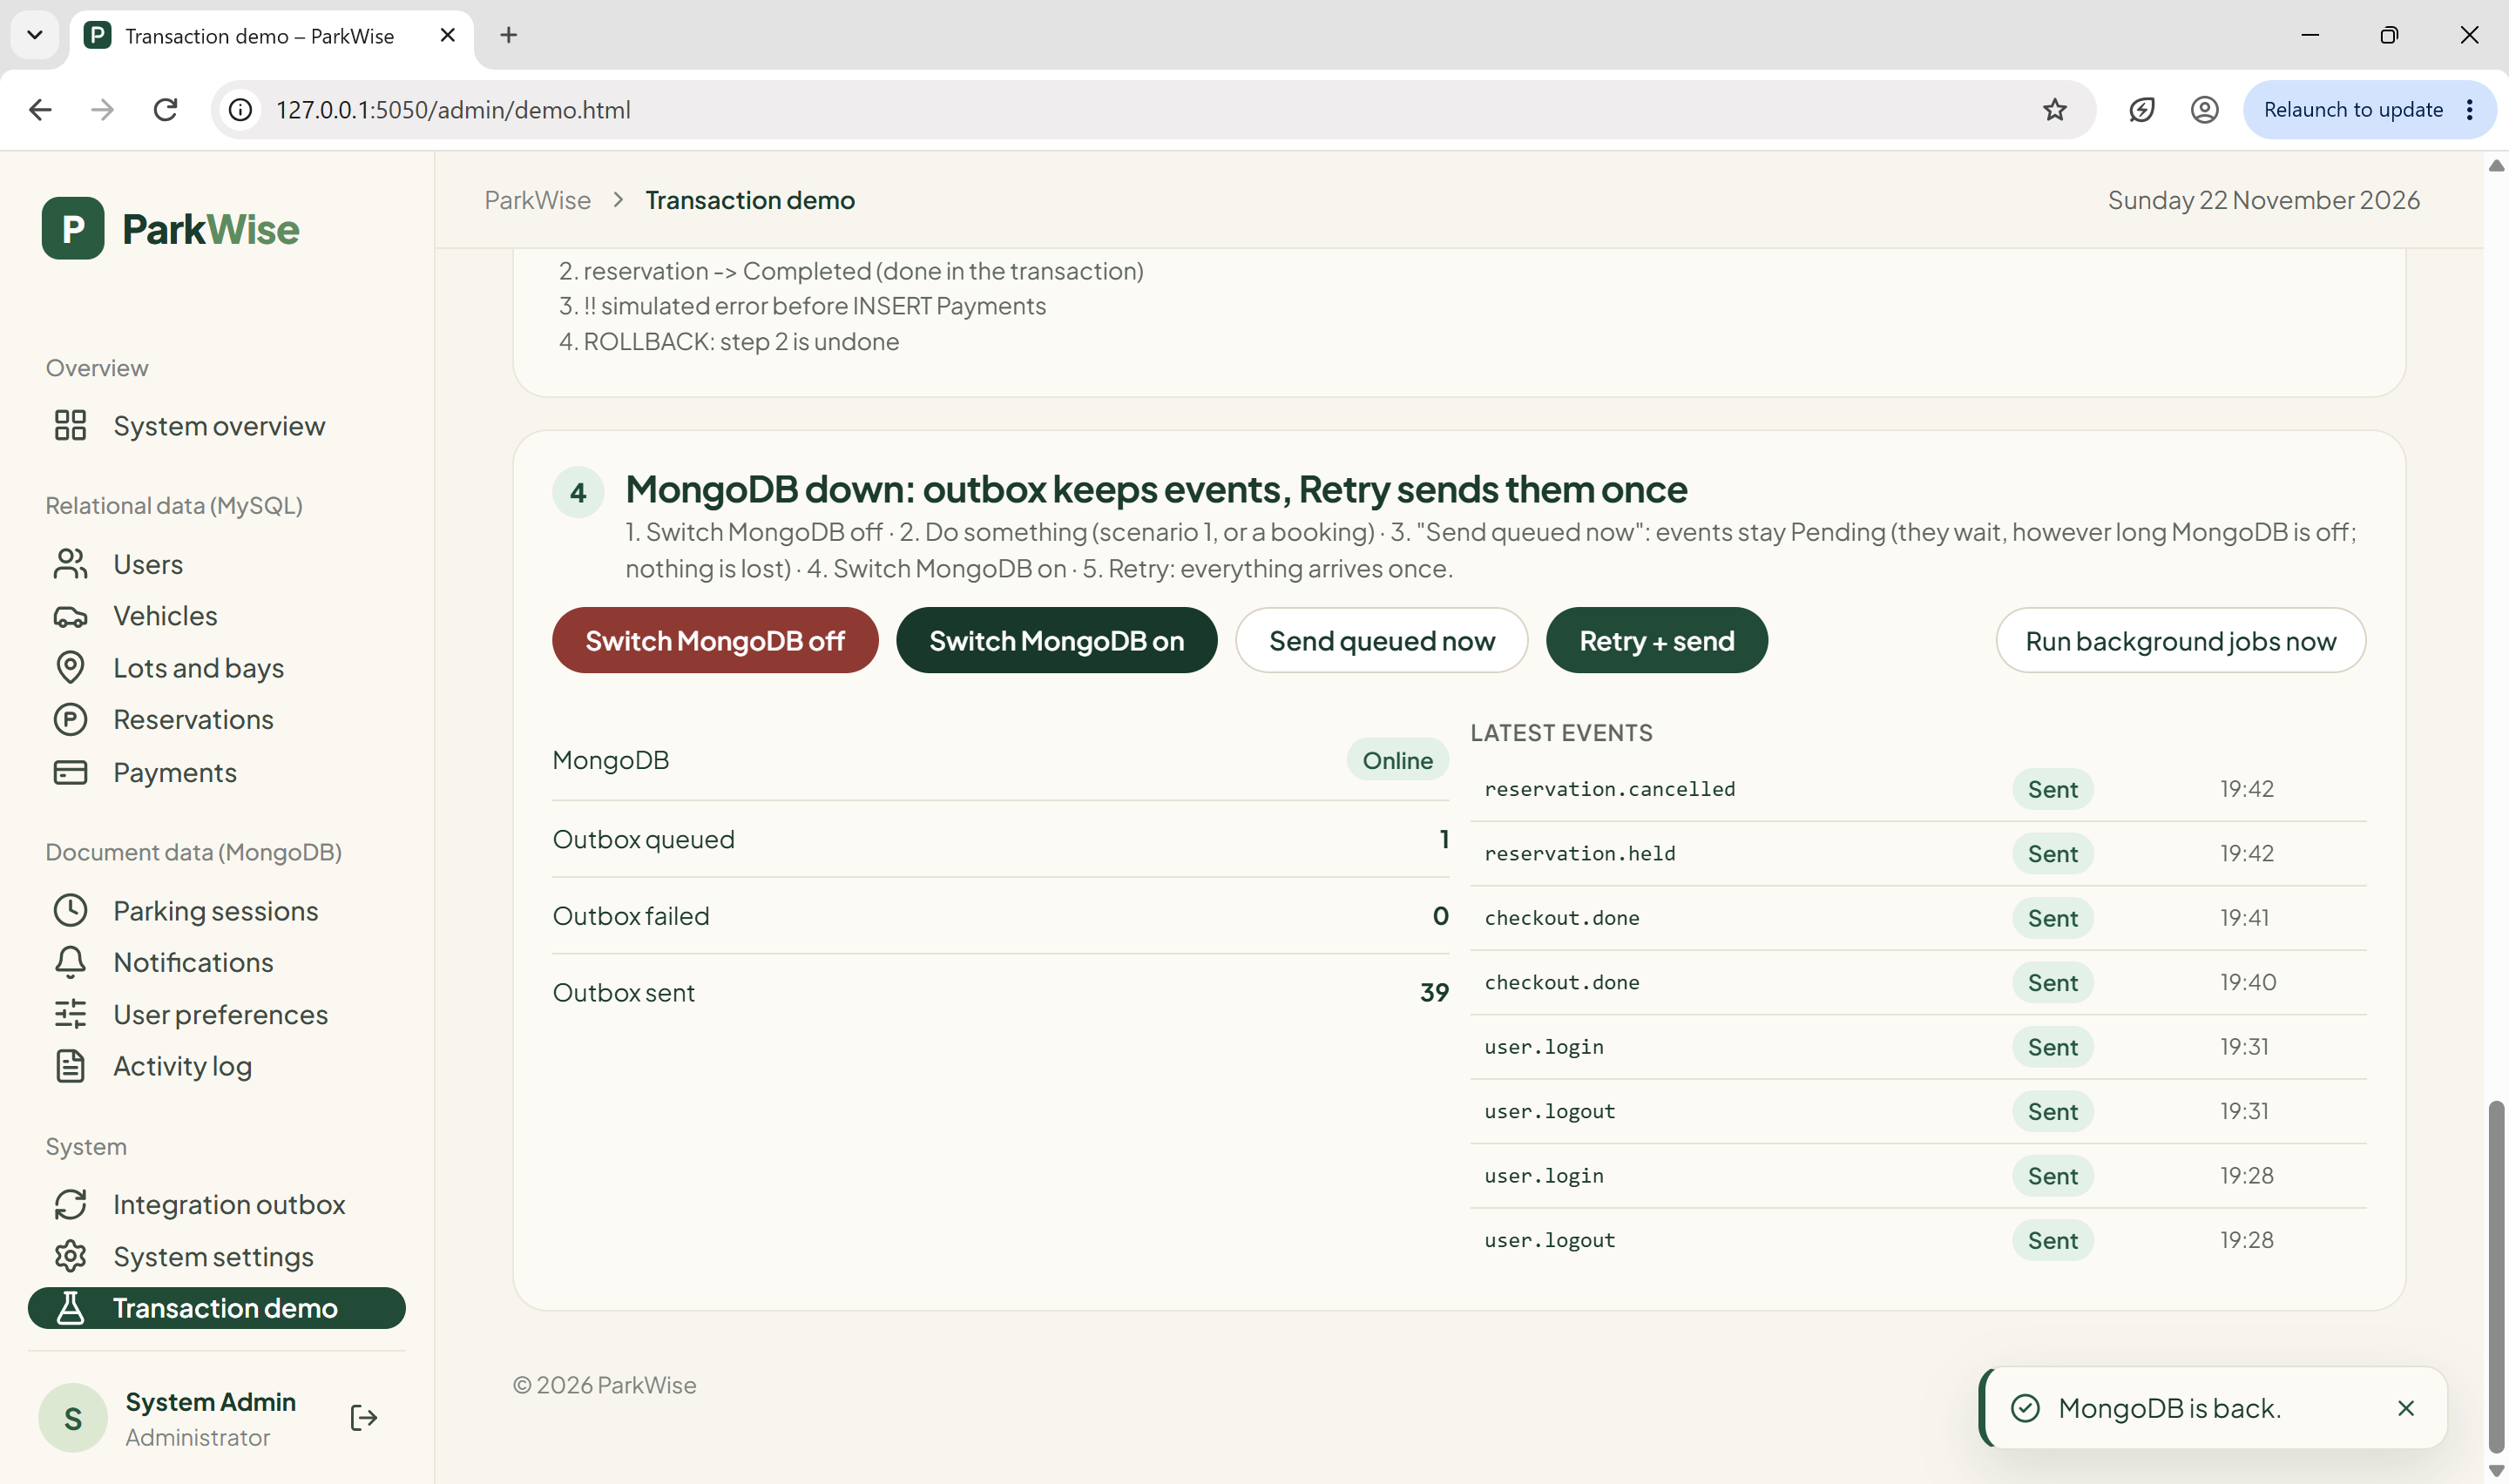 P Transaction demo – ParkWise
127.0.0.1:5050/admin/demo.html
Relaunch to update
P ParkWise
Overview
System overview
Relational data (MySQL)
Users
Vehicles
Lots and bays
Reservations
Payments
Document data (MongoDB)
Parking sessions
Notifications
User preferences
Activity log
System
Integration outbox
System settings
Transaction demo
S
System Admin
Administrator
ParkWise > Transaction demo
Sunday 22 November 2026
2. reservation -> Completed (done in the transaction)
3. !! simulated error before INSERT Payments
4. ROLLBACK: step 2 is undone
4 MongoDB down: outbox keeps events, Retry sends them once
1. Switch MongoDB off · 2. Do something (scenario 1, or a booking) · 3. "Send queued now": events stay Pending (they wait, however long MongoDB is off;
nothing is lost) · 4. Switch MongoDB on · 5. Retry: everything arrives once.
Switch MongoDB off Switch MongoDB on Send queued now Retry + send Run background jobs now
MongoDB Online
Outbox queued 1
Outbox failed 0
Outbox sent 39
LATEST EVENTS
reservation.cancelled Sent 19:42
reservation.held Sent 19:42
checkout.done Sent 19:41
checkout.done Sent 19:40
user.login Sent 19:31
user.logout Sent 19:31
user.login Sent 19:28
user.logout Sent 19:28
© 2026 ParkWise
MongoDB is back.